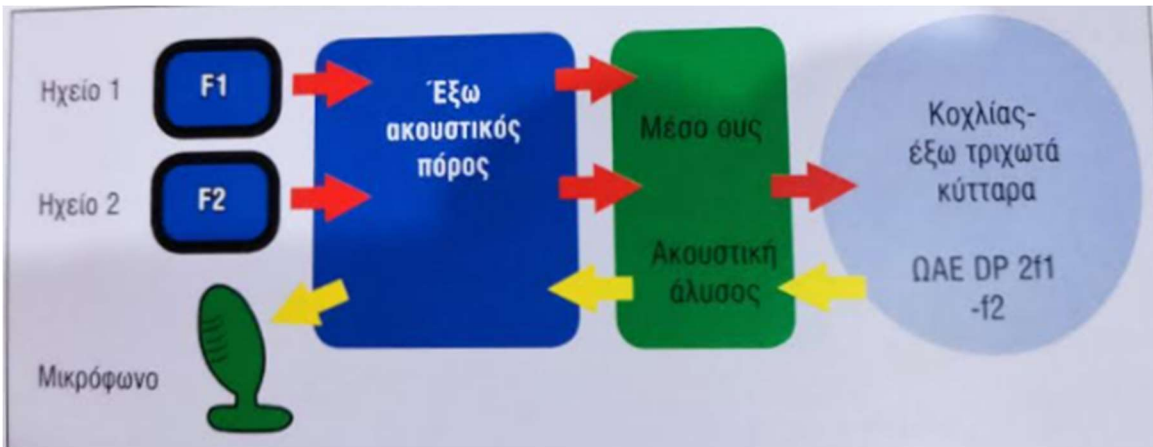 Ηχείο 1
F1
Έξω
ακουστικός
πόρος
Μέσο ους
Κοχλίας-
έξω τριχωτά
κύτταρα
Ηχείο 2
F2
Ακουστική
άλυσος
ΩΑΕ DP 2f1
-f2
Μικρόφωνο